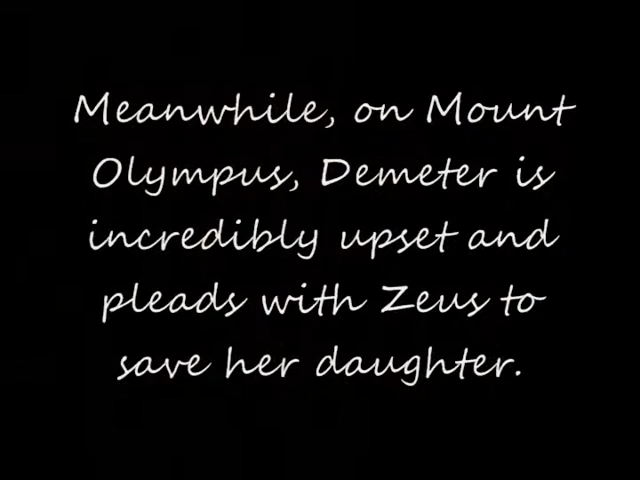 Meanwhile, on Mount
Olympus, Demeter is
incredibly upset and
pleads with Zeus to
save her daughter.